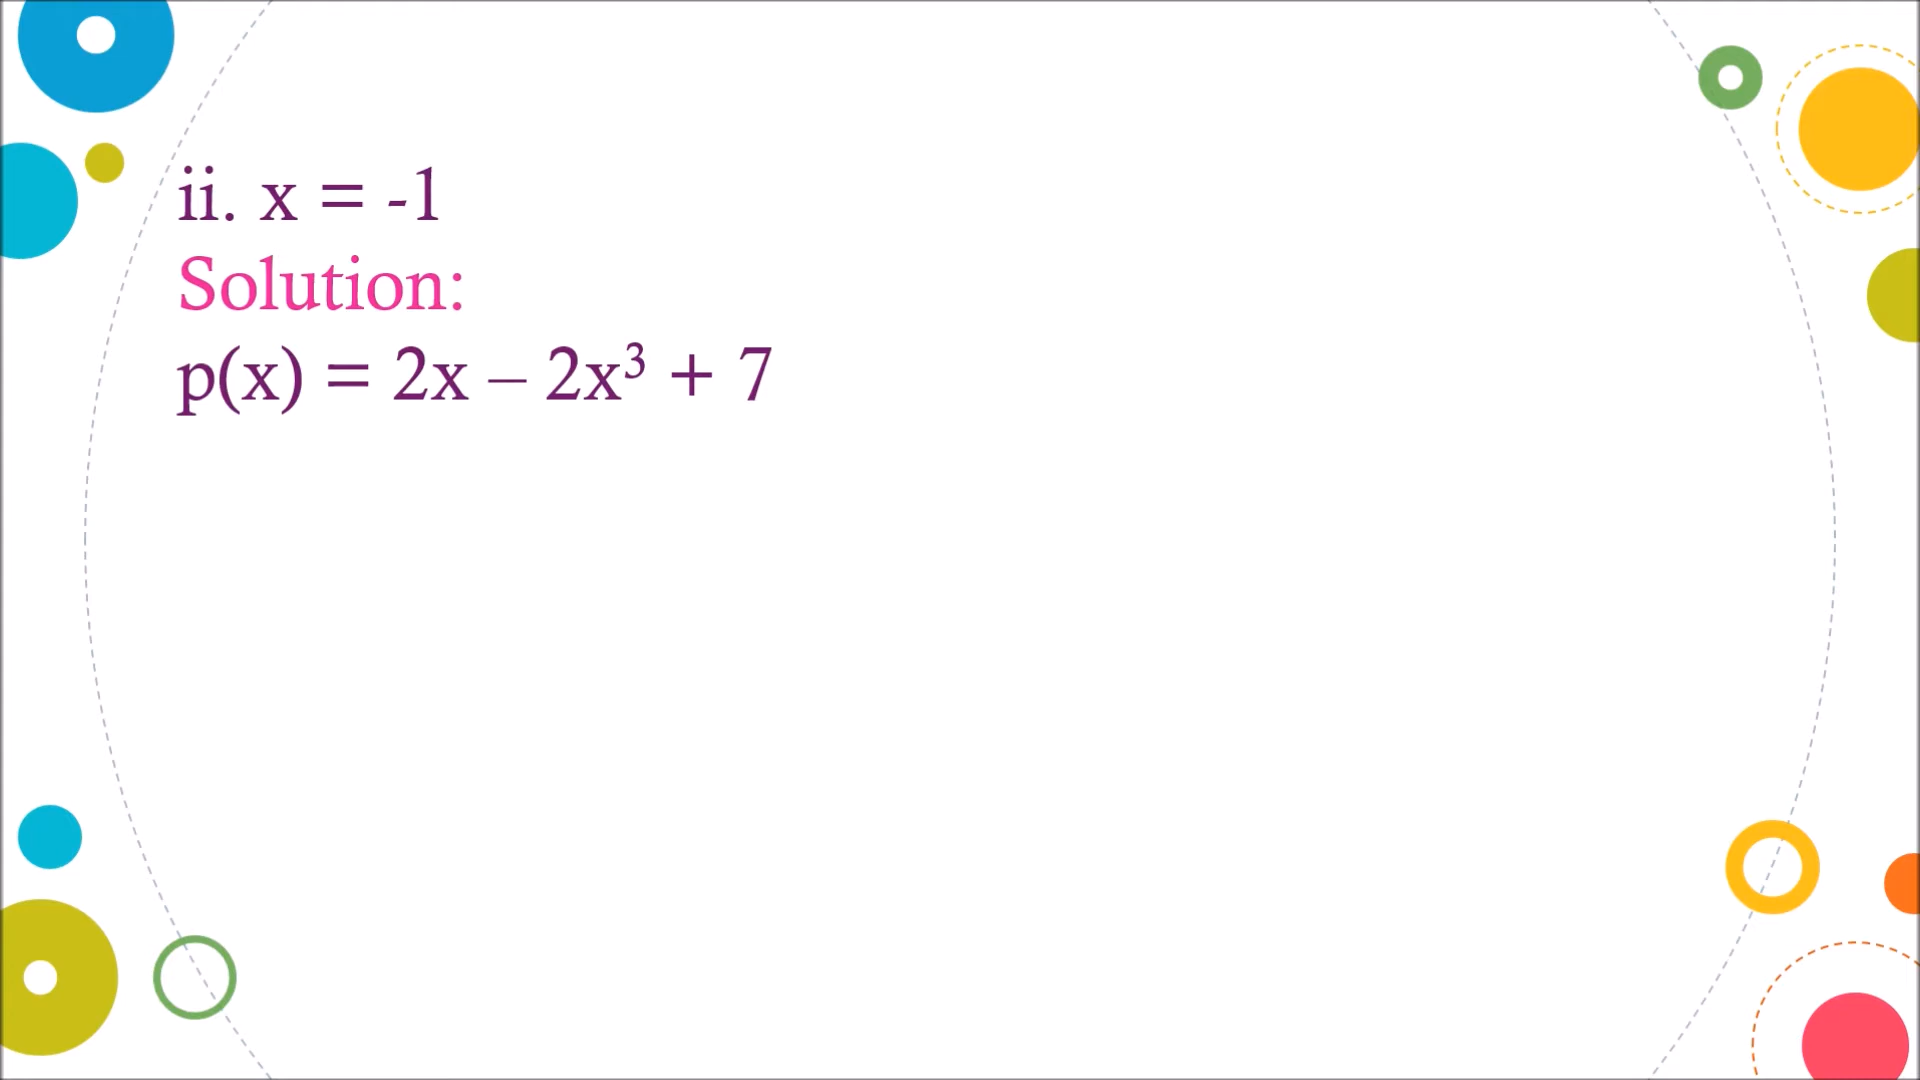 ii. x = -1
Solution:
p(x) = 2x – 2x³ + 7